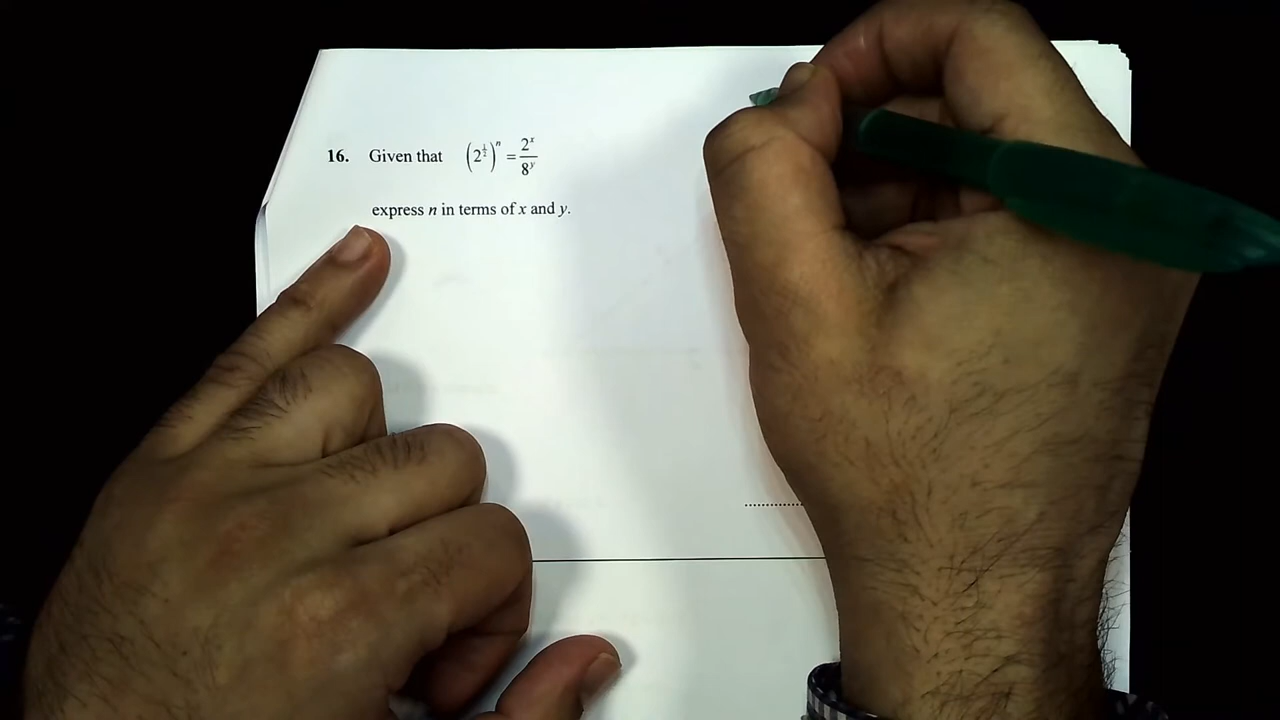 16. Given that (2^{1/2})^n = 2^x / 8^y
express n in terms of x and y.